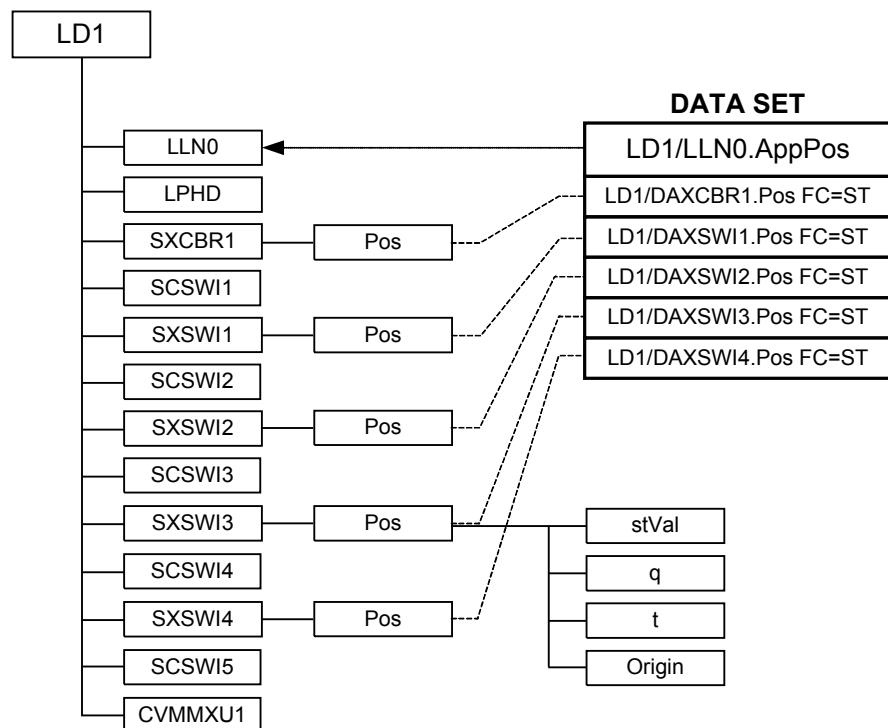 LD1
DATA SET
LLN0
LD1/LLN0.AppPos
LPHD
LD1/DAXCBR1.Pos FC=ST
SXCBR1
Pos
LD1/DAXSWI1.Pos FC=ST
SCSWI1
LD1/DAXSWI2.Pos FC=ST
SXSWI1
Pos
LD1/DAXSWI3.Pos FC=ST
SCSWI2
LD1/DAXSWI4.Pos FC=ST
SXSWI2
Pos
SCSWI3
SXSWI3
Pos
stVal
SCSWI4
q
SXSWI4
Pos
t
SCSWI5
Origin
CVMMXU1